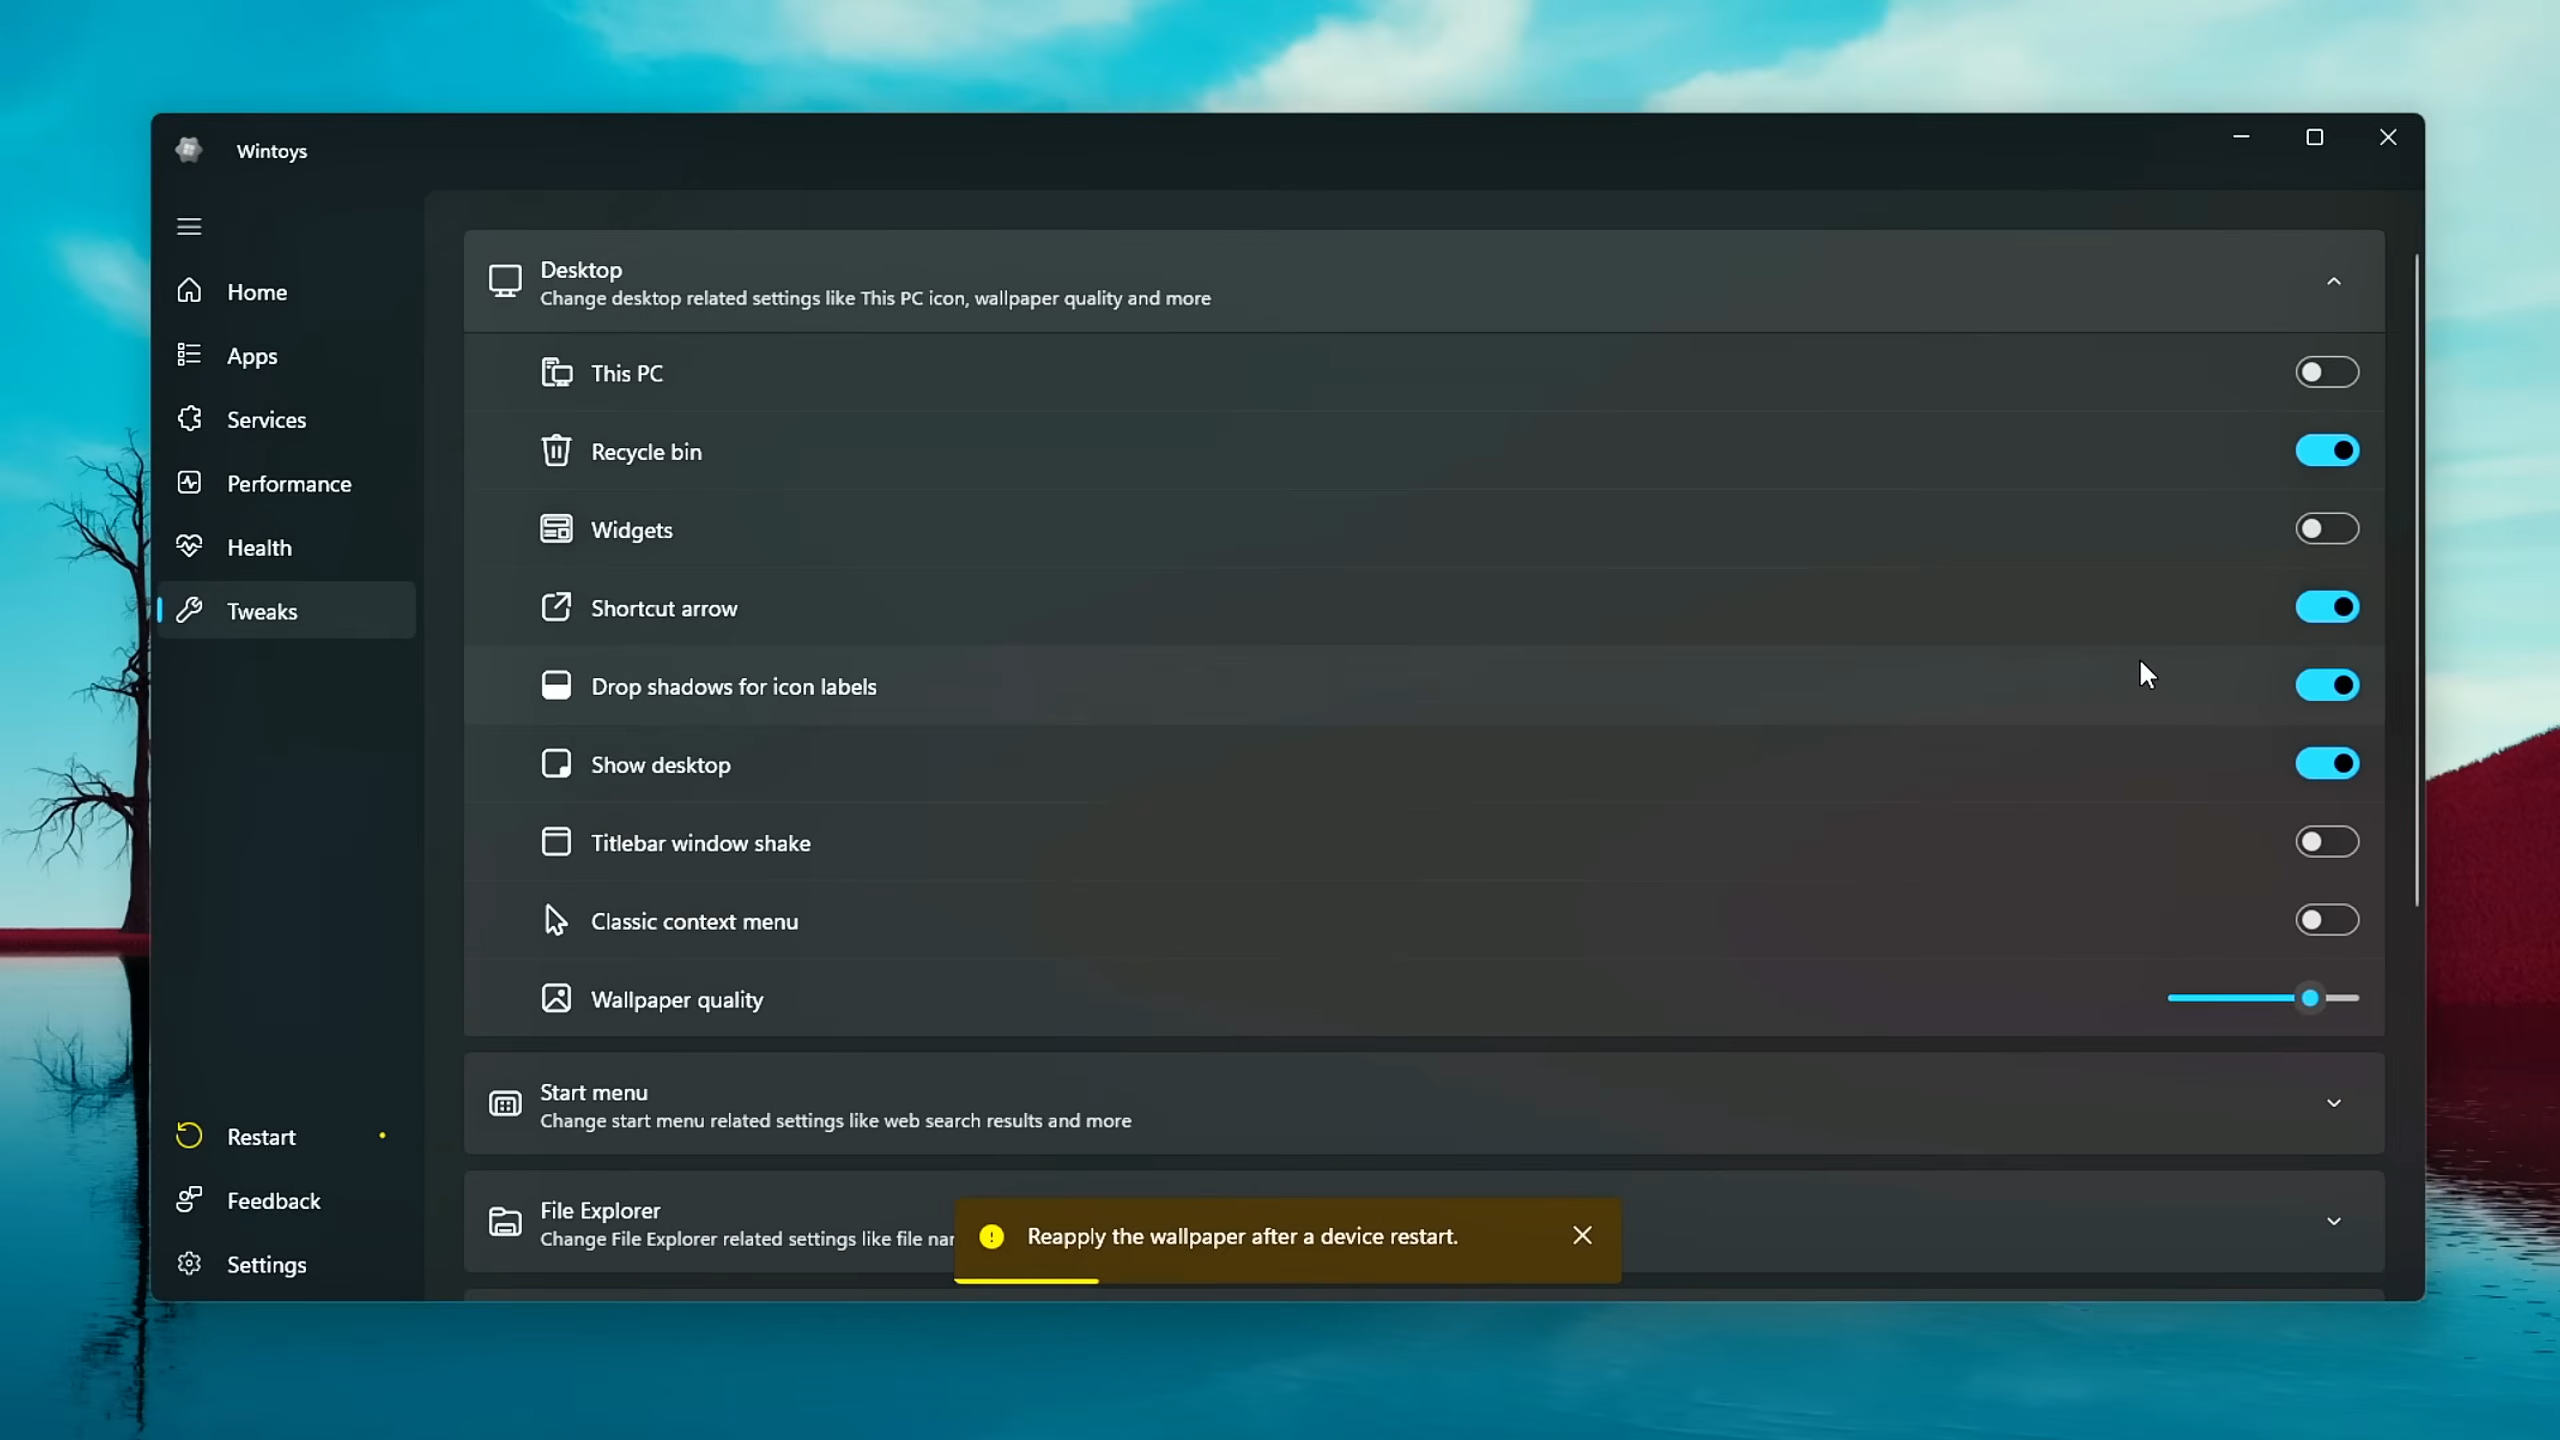 Wintoys
Home
Apps
Services
Performance
Health
Tweaks
Restart
Feedback
Settings
Desktop
Change desktop related settings like This PC icon, wallpaper quality and more
This PC
Recycle bin
Widgets
Shortcut arrow
Drop shadows for icon labels
Show desktop
Titlebar window shake
Classic context menu
Wallpaper quality
Start menu
Change start menu related settings like web search results and more
File Explorer
Change File Explorer related settings like file
Reapply the wallpaper after a device restart.